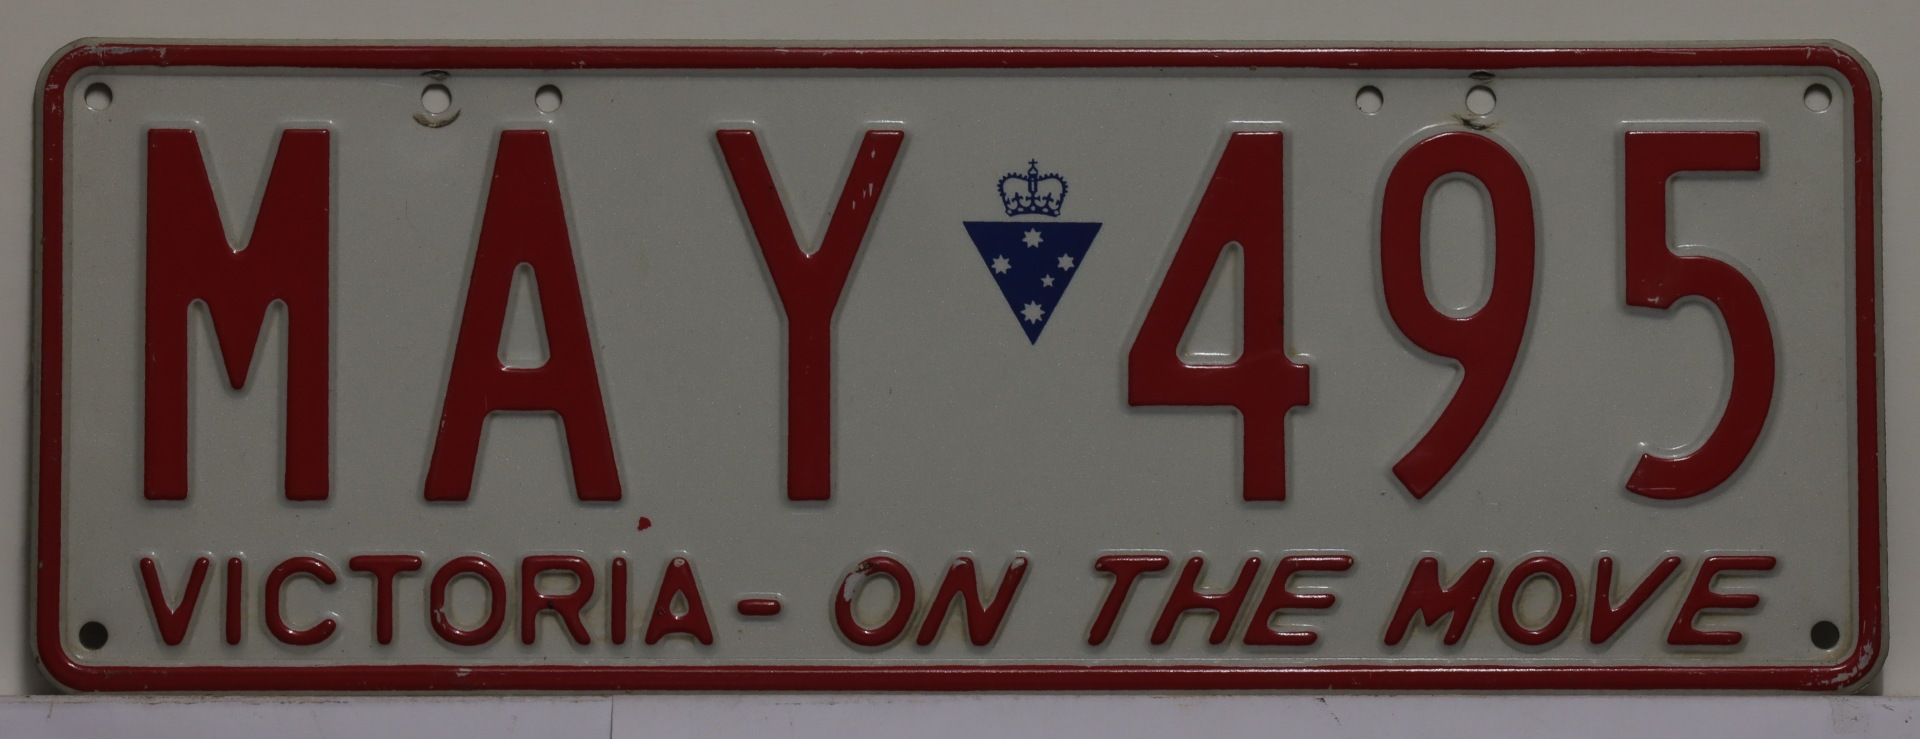 MAY 495
VICTORIA - ON THE MOVE